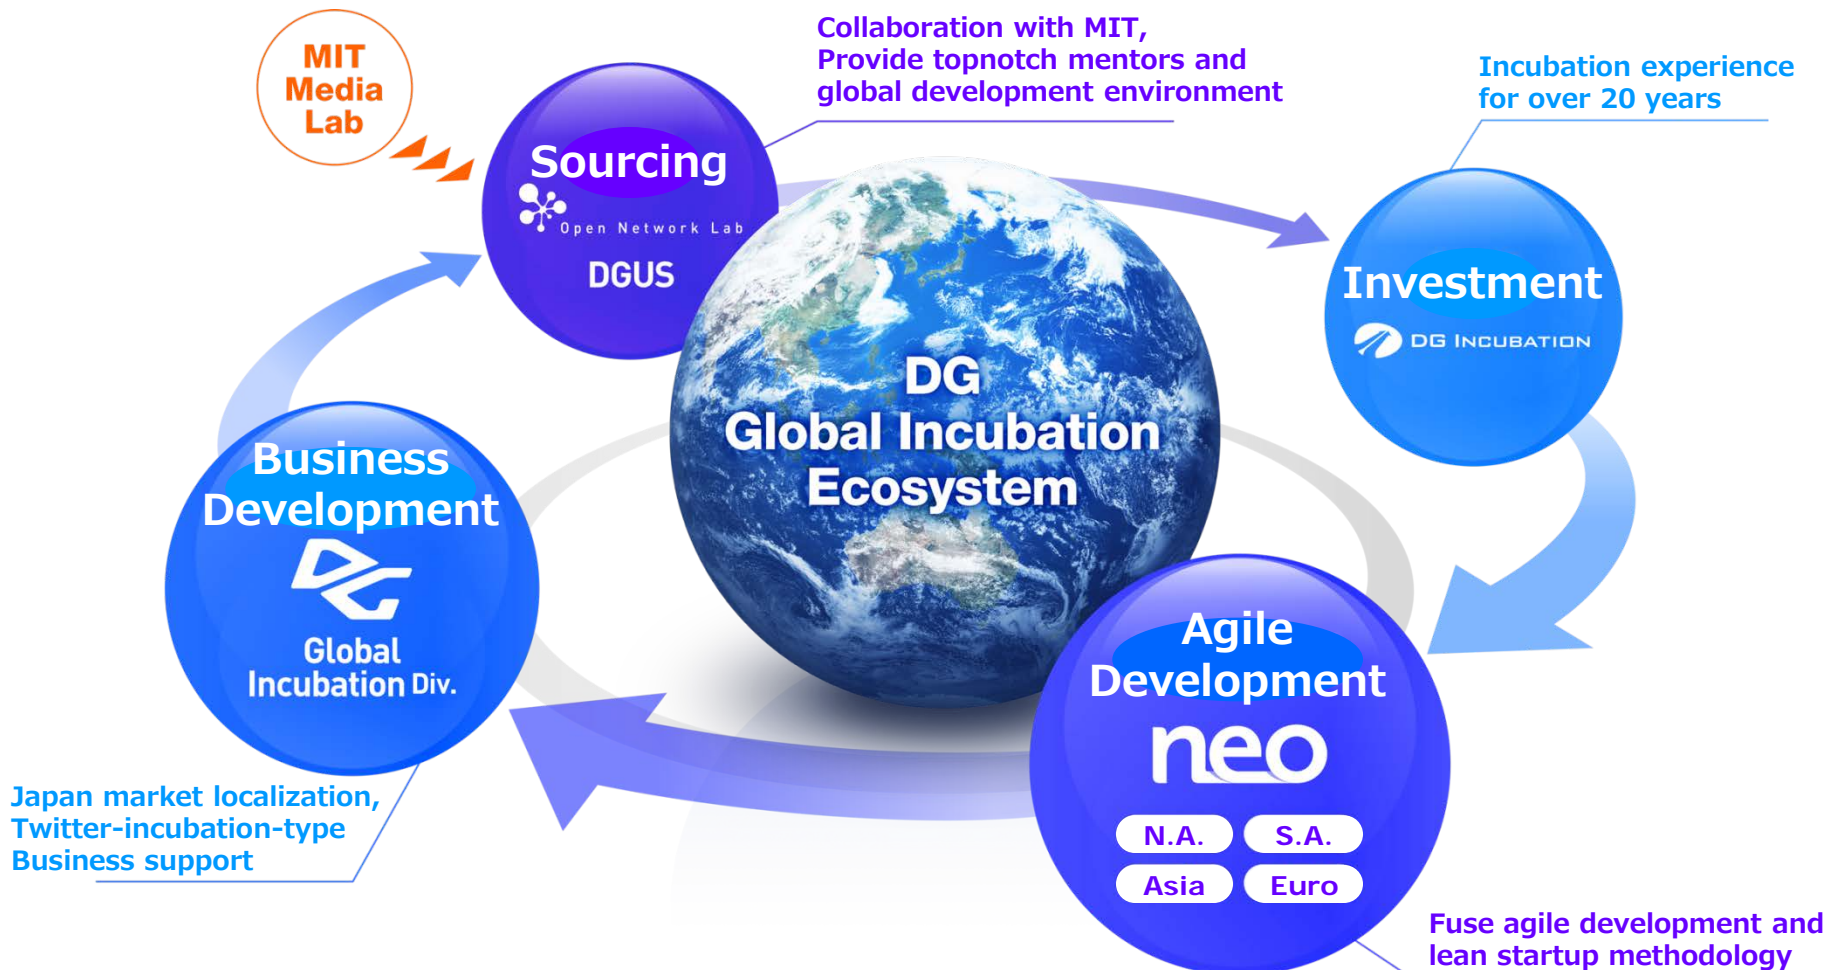 MIT
Media
Lab
Collaboration with MIT,
Provide topnotch mentors and
global development environment
Incubation experience
for over 20 years
Sourcing
Open Network Lab
DGUS
Investment
DG INCUBATION
DG
Global Incubation
Ecosystem
Business
Development
DG
Global
Incubation Div.
Agile
Development
neo
N.A.
S.A.
Asia
Euro
Japan market localization,
Twitter-incubation-type
Business support
Fuse agile development and
lean startup methodology